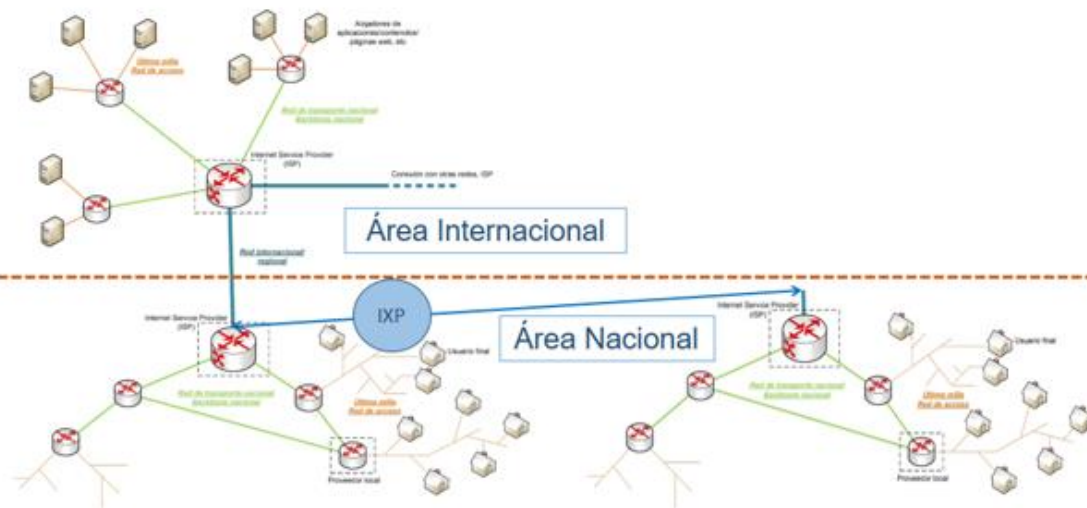 Alojadores de
aplicaciones/contenidos/
páginas web, etc
Última milla
Red de acceso
Red de transporte nacional
Backbone nacional
Internet Service Provider
(ISP)
Conexión con otras redes, ISP
Área Internacional
Red internacional
regional
IXP
Internet Service Provider
(ISP)
Área Nacional
Usuario final
Red de transporte nacional
Backbone nacional
Última milla
Red de acceso
Proveedor local
Internet Service Provider
(ISP)
Usuario final
Red de transporte nacional
Backbone nacional
Última milla
Red de acceso
Proveedor local